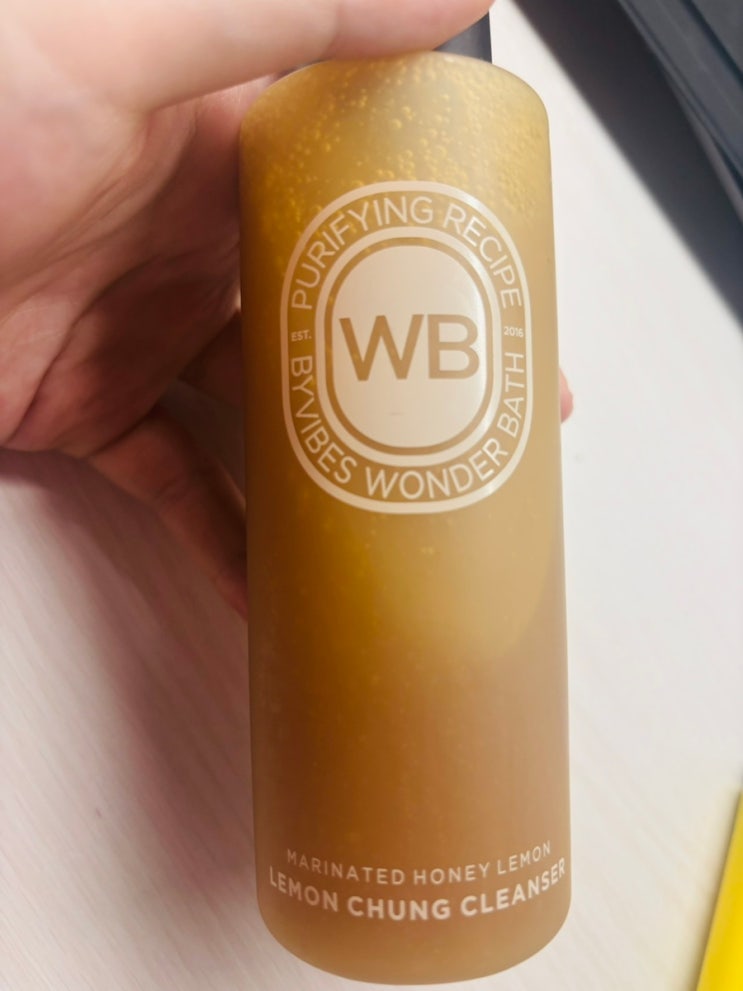 PURIFYING RECIPE
EST.
WB
2016
BYVIBES WONDER BATH
MARINATED HONEY LEMON
LEMON CHUNG CLEANSER